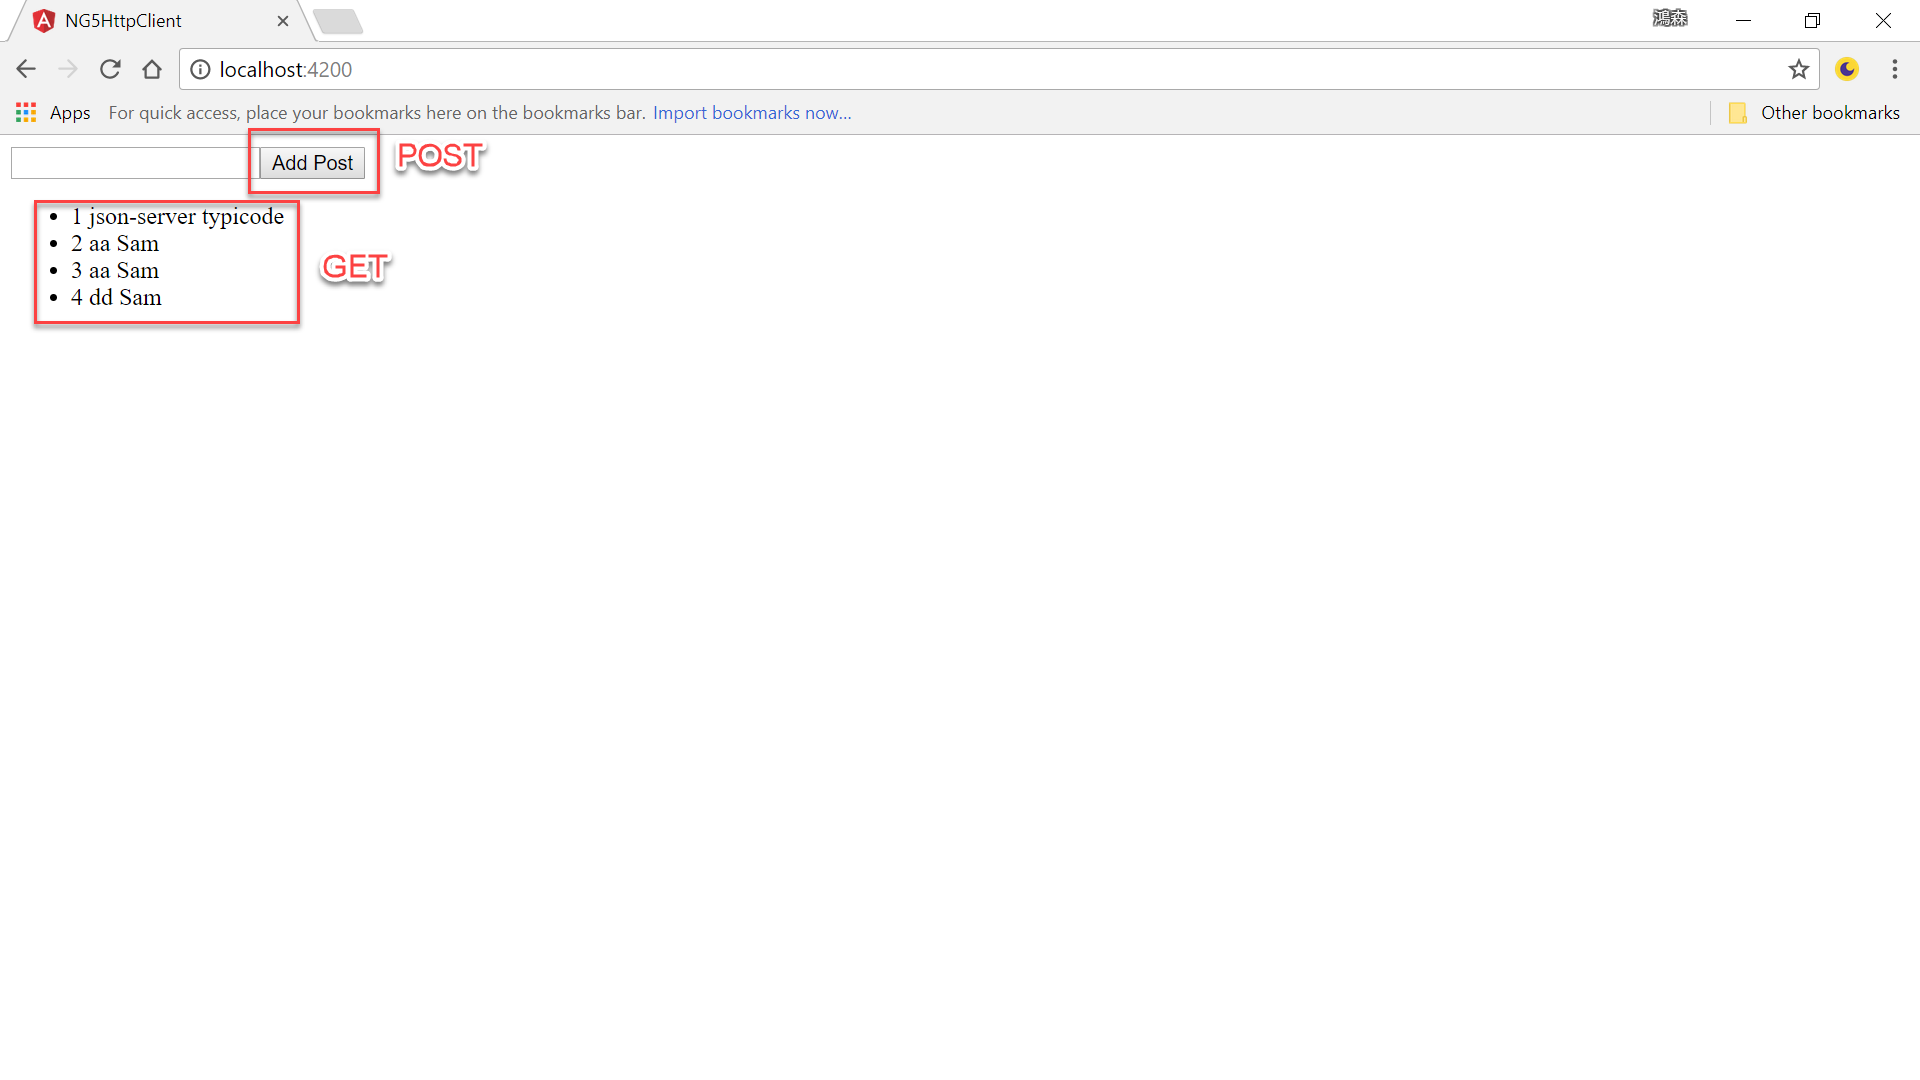 NG5HttpClient
鴻森
localhost:4200
Apps For quick access, place your bookmarks here on the bookmarks bar. Import bookmarks now... Other bookmarks
Add Post POST
1 json-server typicode
2 aa Sam
3 aa Sam
4 dd Sam
GET